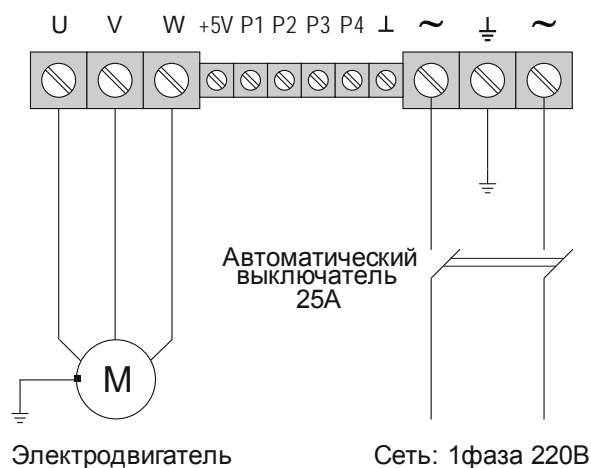 U V W +5V P1 P2 P3 P4 ⊥ ~ ⏚ ~
Автоматический
выключатель
25А
М
Электродвигатель Сеть: 1фаза 220В